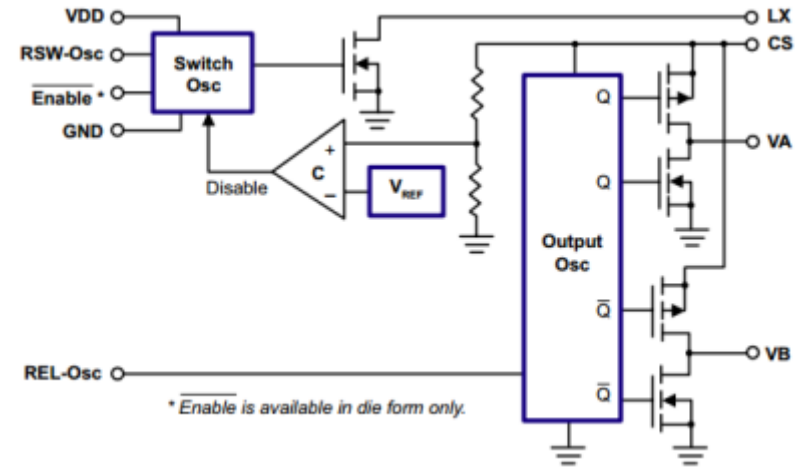 VDD
RSW-Osc
Enable *
GND
Switch
Osc
LX
CS
Q
VA
+
C
–
Disable
VREF
Q
Output
Osc
Q
VB
REL-Osc
Q
* Enable is available in die form only.